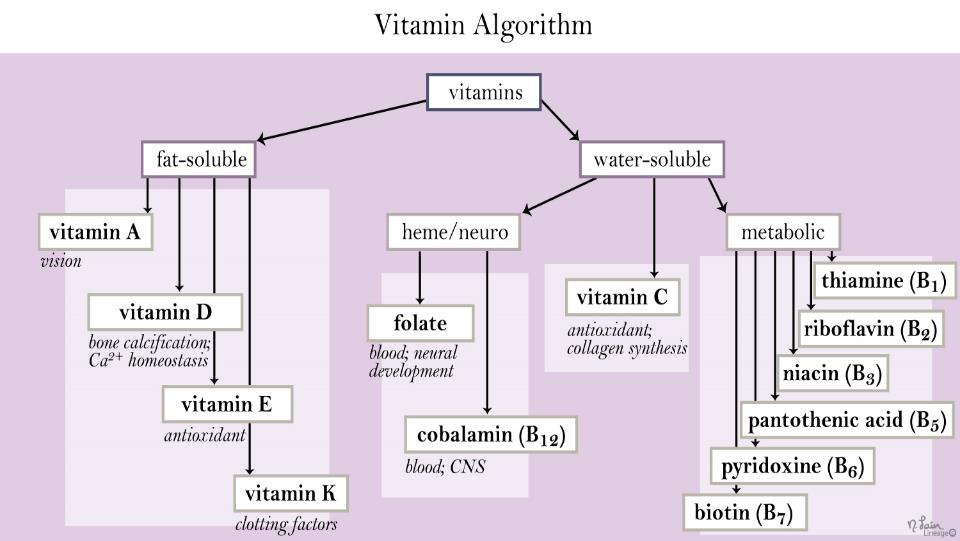 Vitamin Algorithm
vitamins
fat-soluble
water-soluble
vitamin A
vision
vitamin D
bone calcification;
Ca²⁺ homeostasis
vitamin E
antioxidant
vitamin K
clotting factors
heme/neuro
folate
blood; neural
development
cobalamin (B₁₂)
blood; CNS
vitamin C
antioxidant;
collagen synthesis
metabolic
thiamine (B₁)
riboflavin (B₂)
niacin (B₃)
pantothenic acid (B₅)
pyridoxine (B₆)
biotin (B₇)
Lineage